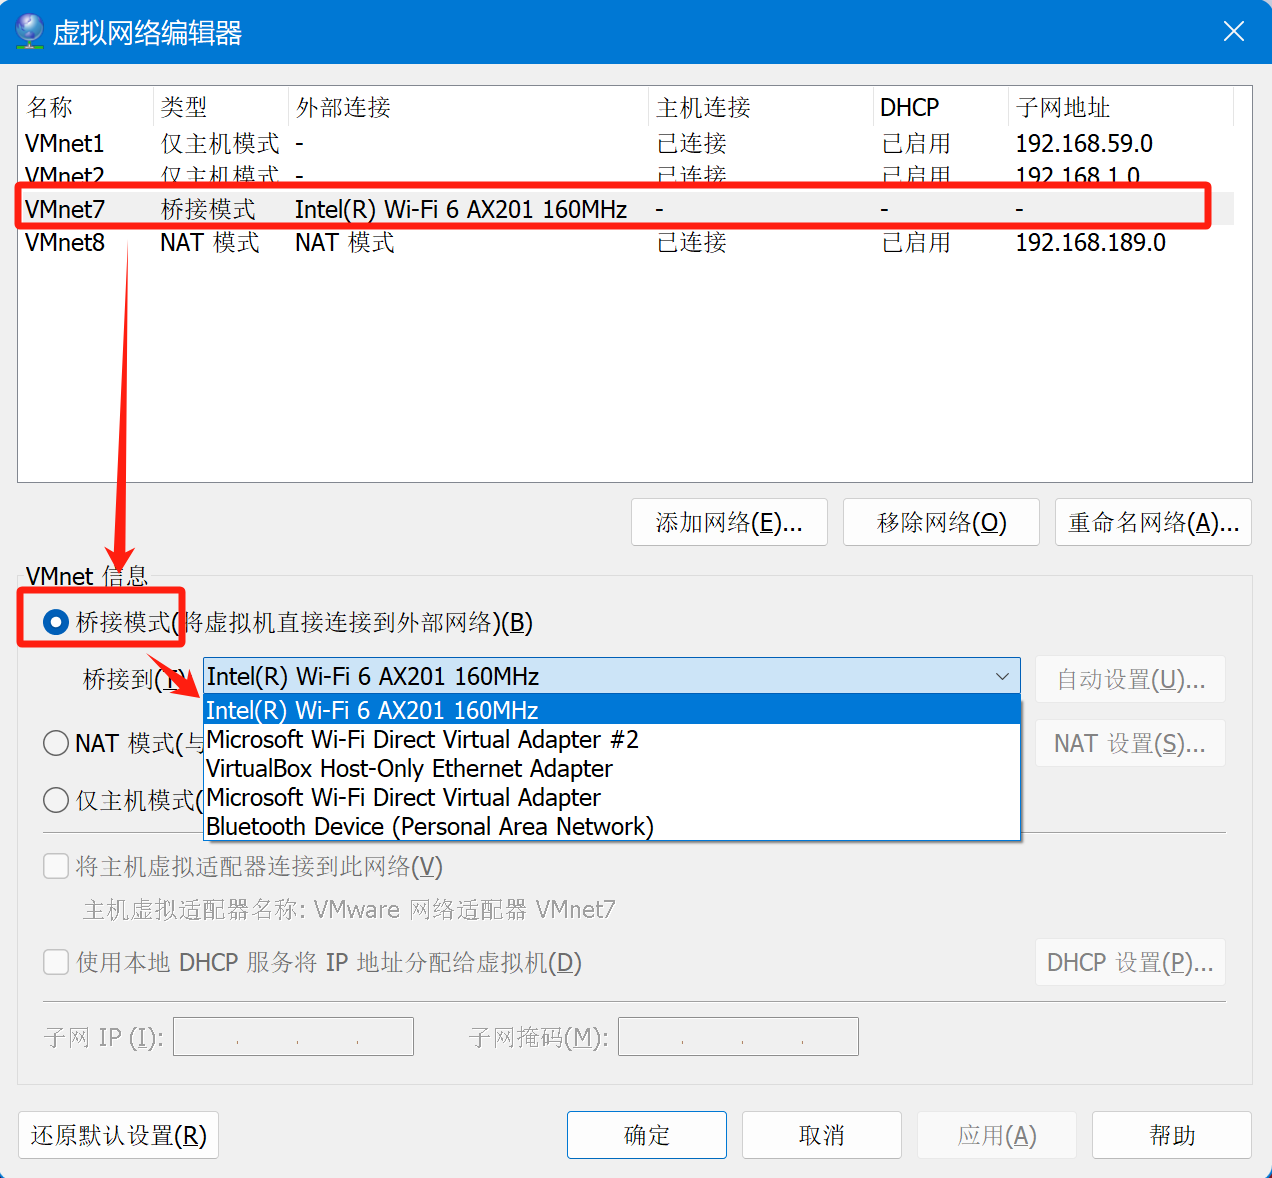 虚拟网络编辑器
名称 类型 外部连接 主机连接 DHCP 子网地址
VMnet1 仅主机模式 - 已连接 已启用 192.168.59.0
VMnet2 仅主机模式 - 已连接 已启用 192.168.1.0
VMnet7 桥接模式 Intel(R) Wi-Fi 6 AX201 160MHz - - -
VMnet8 NAT 模式 NAT 模式 已连接 已启用 192.168.189.0
添加网络(E)... 移除网络(O) 重命名网络(A)...
VMnet 信息
桥接模式(将虚拟机直接连接到外部网络)(B)
桥接到(T) Intel(R) Wi-Fi 6 AX201 160MHz 自动设置(U)...
Intel(R) Wi-Fi 6 AX201 160MHz
Microsoft Wi-Fi Direct Virtual Adapter #2
NAT 模式(与 NAT 设置(S)...
VirtualBox Host-Only Ethernet Adapter
Microsoft Wi-Fi Direct Virtual Adapter
仅主机模式(
Bluetooth Device (Personal Area Network)
将主机虚拟适配器连接到此网络(V)
主机虚拟适配器名称: VMware 网络适配器 VMnet7
使用本地 DHCP 服务将 IP 地址分配给虚拟机(D) DHCP 设置(P)...
子网 IP (I): . . . 子网掩码(M): . . .
还原默认设置(R) 确定 取消 应用(A) 帮助